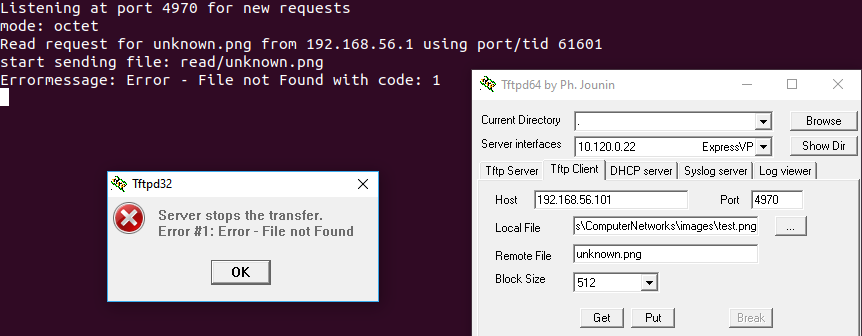 Listening at port 4970 for new requests
mode: octet
Read request for unknown.png from 192.168.56.1 using port/tid 61601
start sending file: read/unknown.png
Errormessage: Error - File not Found with code: 1
Tftpd64 by Ph. Jounin
Current Directory . Browse
Server interfaces 10.120.0.22 ExpressVP Show Dir
Tftp Server Tftp Client DHCP server Syslog server Log viewer
Host 192.168.56.101 Port 4970
Local File s\ComputerNetworks\images\test.png ...
Remote File unknown.png
Block Size 512
Get Put Break
Tftpd32
Server stops the transfer.
Error #1: Error - File not Found
OK